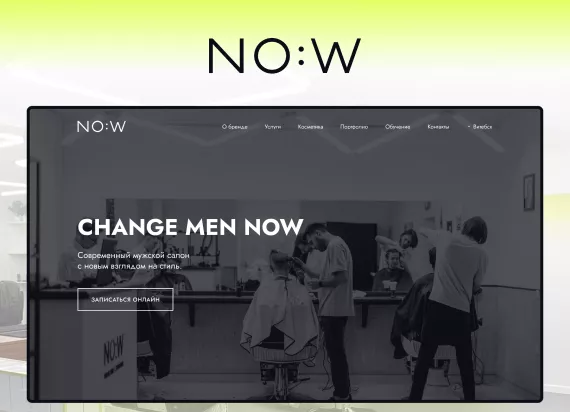 NO:W
NO:W
О бренде Услуги Косметика Портфолио Обучение Контакты Витебск
CHANGE MEN NOW
Современный мужской салон
с новым взглядом на стиль.
ЗАПИСАТЬСЯ ОНЛАЙН
NO:W